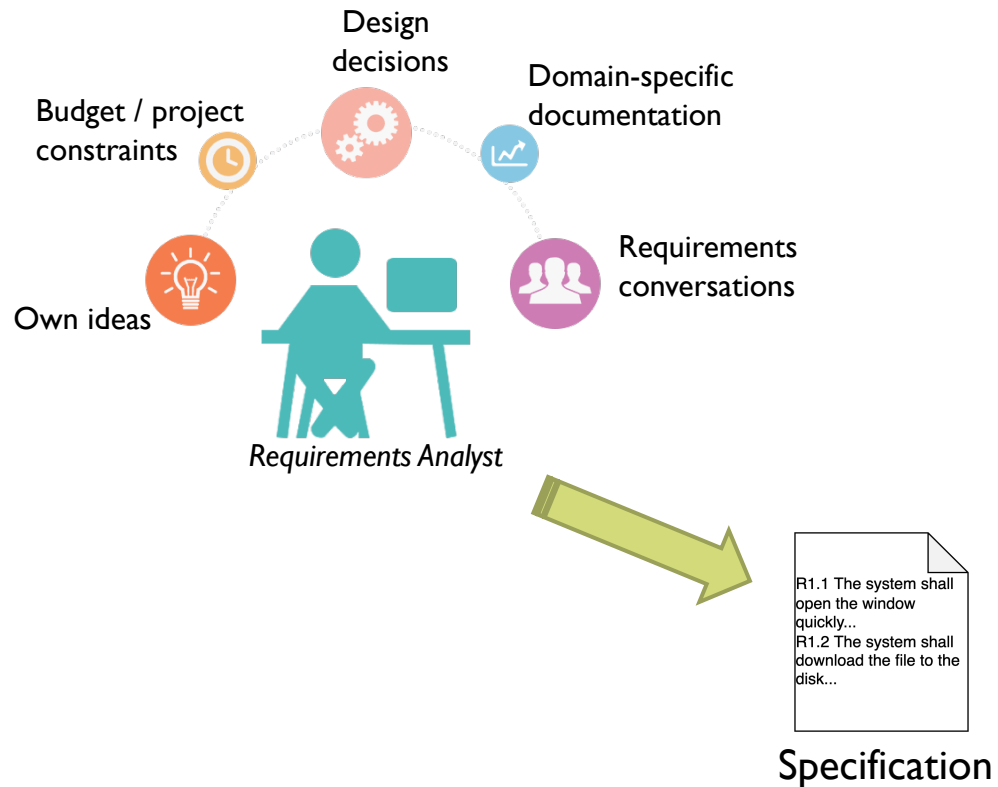 Design
decisions
Domain-specific
documentation
Budget / project
constraints
Requirements
conversations
Own ideas
Requirements Analyst
R1.1 The system shall
open the window
quickly...
R1.2 The system shall
download the file to the
disk...
Specification